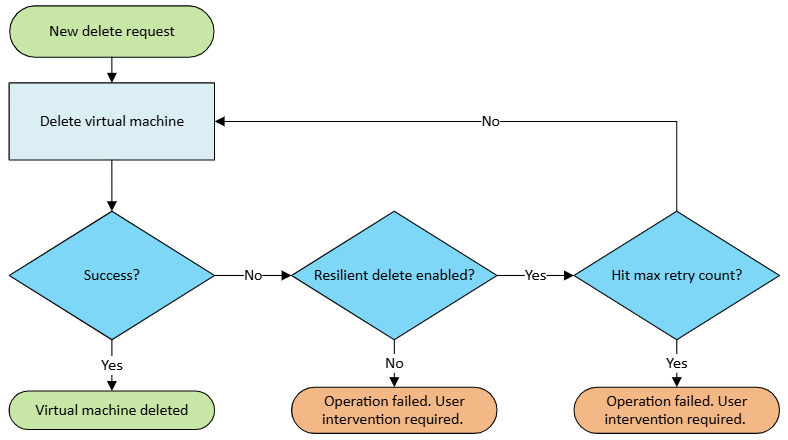 New delete request
Delete virtual machine
No
Success?
No
Resilient delete enabled?
Yes
Hit max retry count?
Yes
No
Yes
Virtual machine deleted
Operation failed. User
intervention required.
Operation failed. User
intervention required.